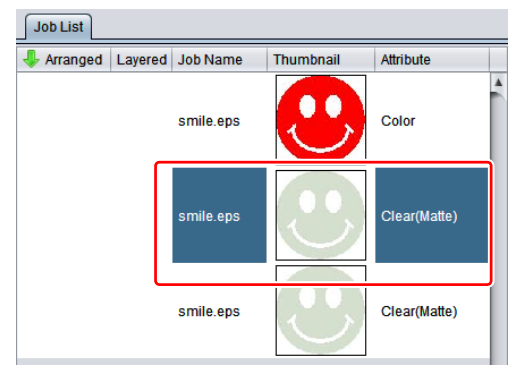 Job List
Arranged Layered Job Name Thumbnail Attribute
smile.eps Color
smile.eps Clear(Matte)
smile.eps Clear(Matte)